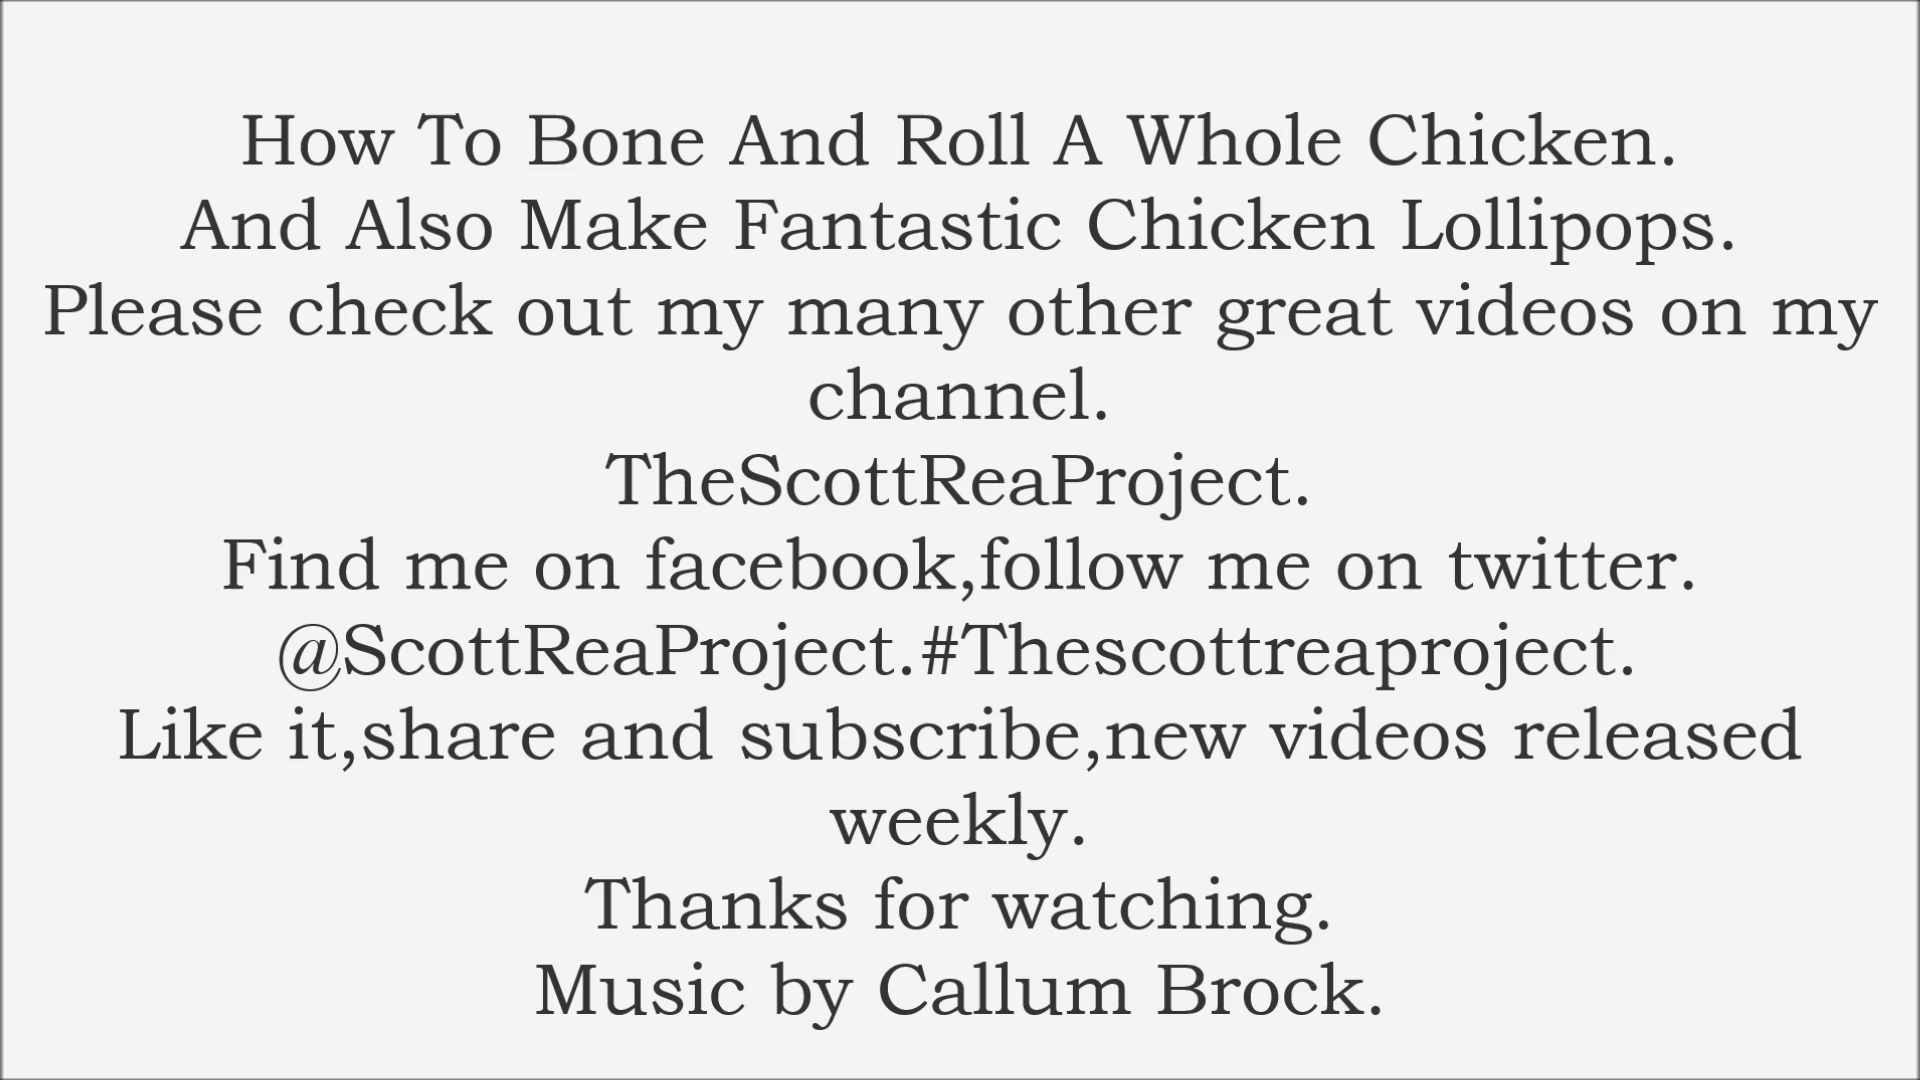 How To Bone And Roll A Whole Chicken.
And Also Make Fantastic Chicken Lollipops.
Please check out my many other great videos on my
channel.
TheScottReaProject.
Find me on facebook,follow me on twitter.
@ScottReaProject.#Thescottreaproject.
Like it,share and subscribe,new videos released
weekly.
Thanks for watching.
Music by Callum Brock.